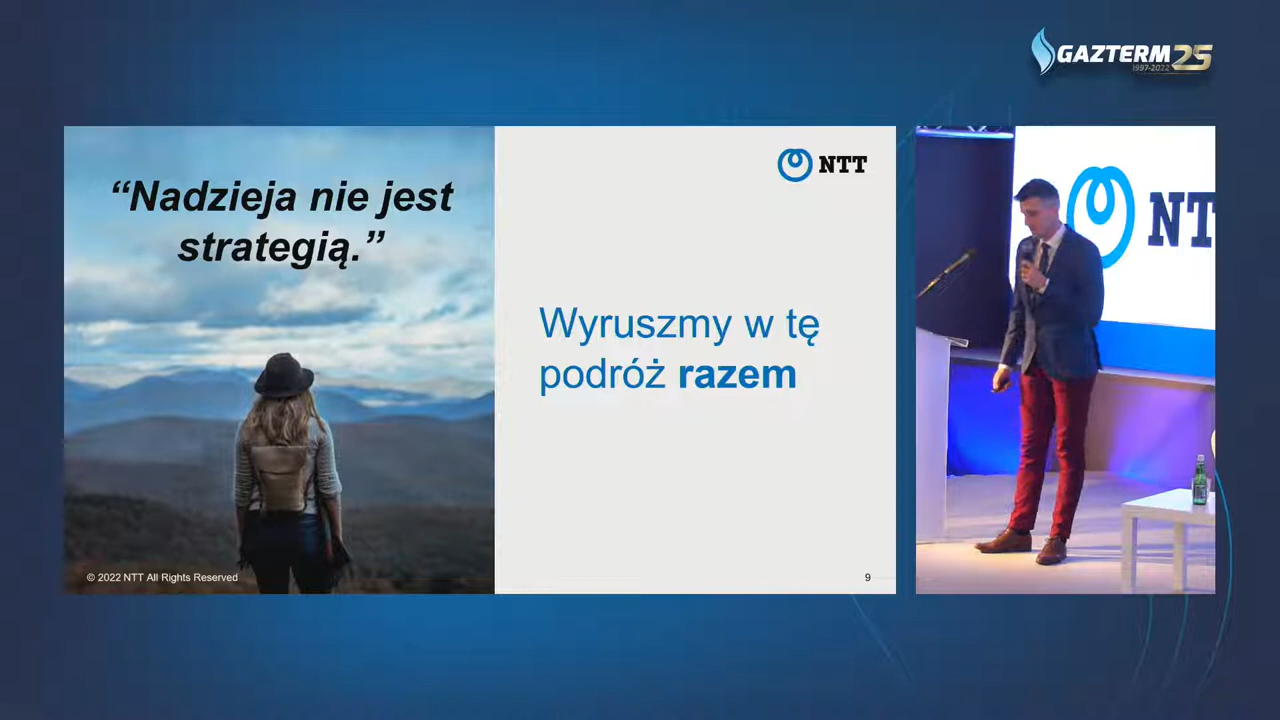 GAZTERM 25
1997-2022
“Nadzieja nie jest
strategią.”
NTT
Wyruszmy w tę
podróż razem
© 2022 NTT All Rights Reserved
9
NT